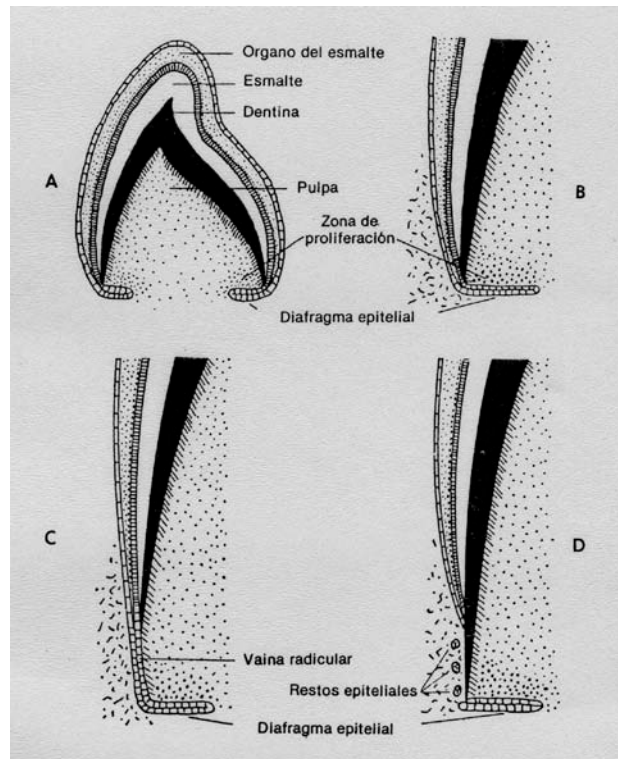 Organo del esmalte
Esmalte
Dentina
A
Pulpa
B
Zona de
proliferación
Diafragma epitelial
C
D
Vaina radicular
Restos epiteliales
Diafragma epitelial